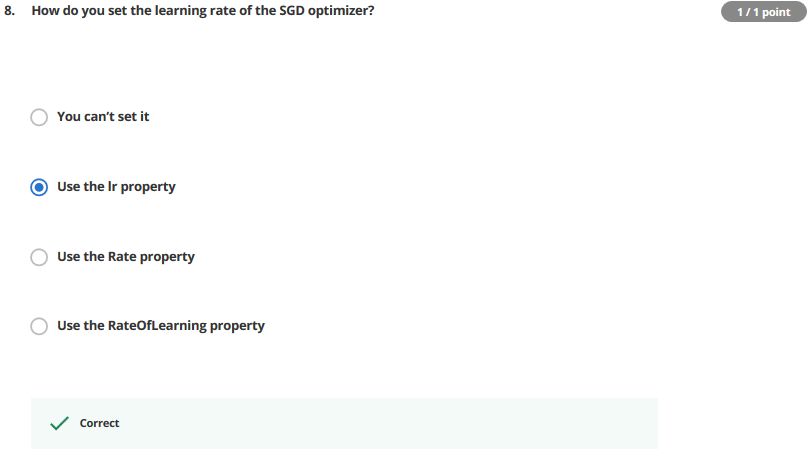 8. How do you set the learning rate of the SGD optimizer?
1 / 1 point
You can't set it
Use the lr property
Use the Rate property
Use the RateOfLearning property
Correct